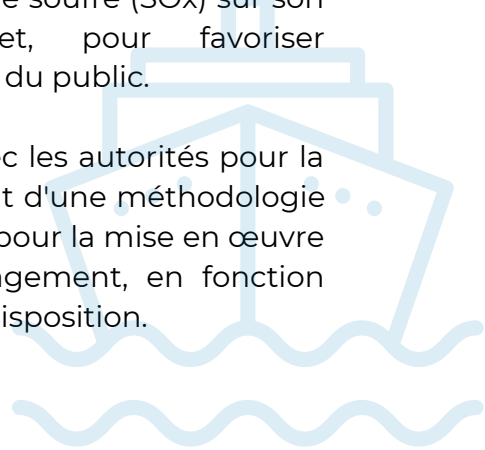 e soufre (SOx) sur son
et, pour favoriser
du public.
c les autorités pour la
t d'une méthodologie
pour la mise en œuvre
gement, en fonction
isposition.